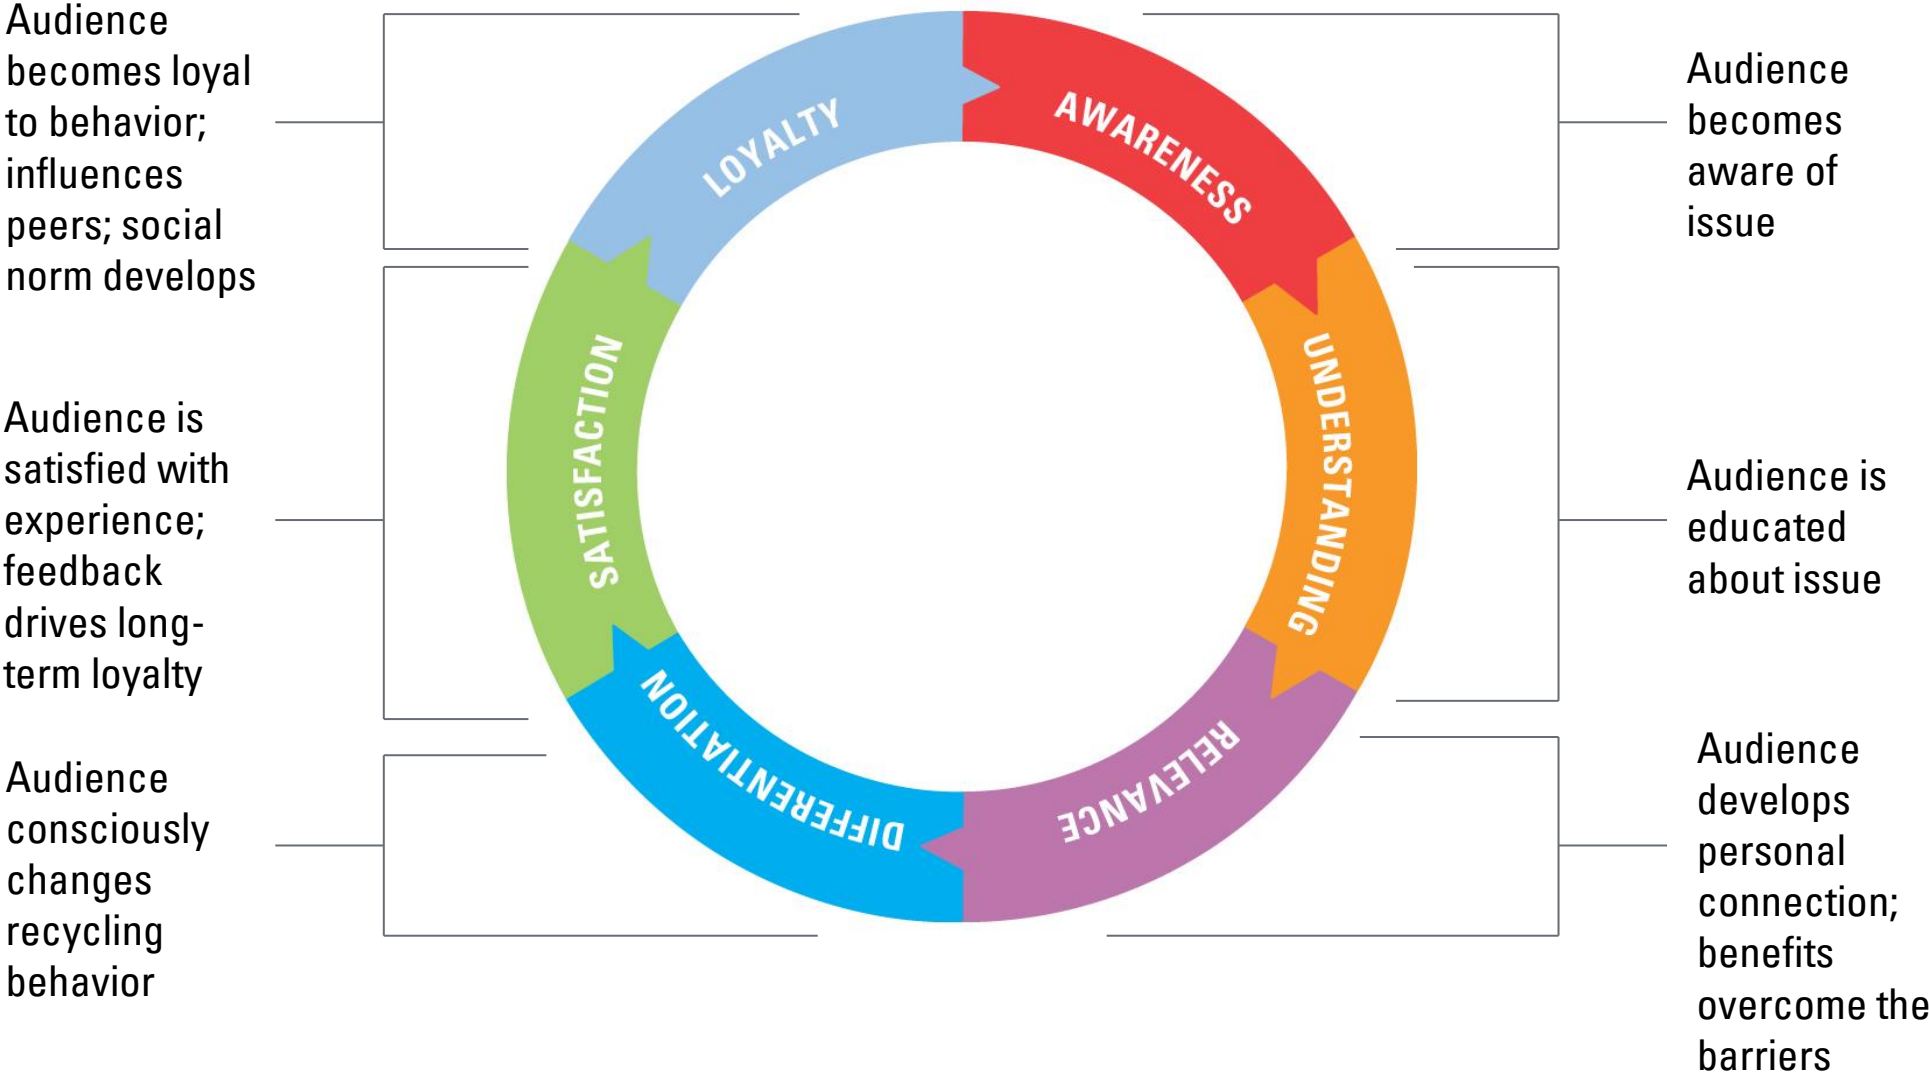 Audience
becomes loyal
to behavior;
influences
peers; social
norm develops
Audience is
satisfied with
experience;
feedback
drives long-
term loyalty
Audience
consciously
changes
recycling
behavior
LOYALTY
AWARENESS
SATISFACTION
UNDERSTANDING
DIFFERENTIATION
RELEVANCE
Audience
becomes
aware of
issue
Audience is
educated
about issue
Audience
develops
personal
connection;
benefits
overcome the
barriers